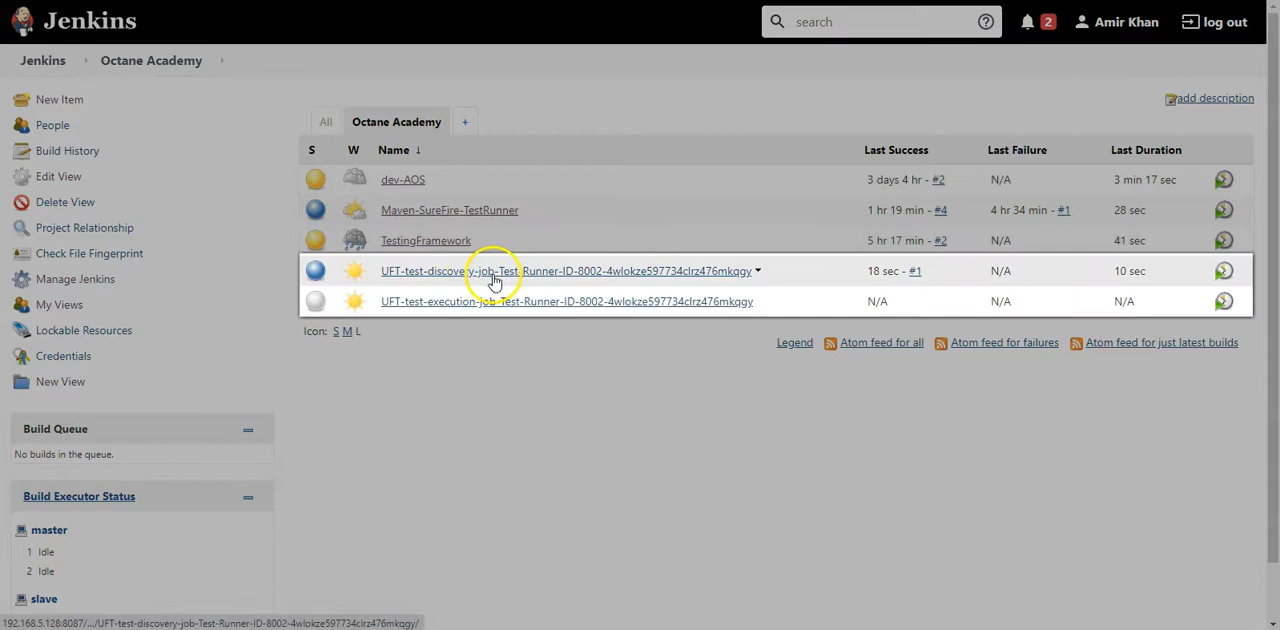 Jenkins
search
2
Amir Khan
log out
Jenkins
Octane Academy
New Item
People
Build History
Edit View
Delete View
Project Relationship
Check File Fingerprint
Manage Jenkins
My Views
Lockable Resources
Credentials
New View
Build Queue
No builds in the queue.
Build Executor Status
master
1 Idle
2 Idle
slave
add description
All
Octane Academy
+
S W Name ↓ Last Success Last Failure Last Duration
dev-AOS 3 days 4 hr - #2 N/A 3 min 17 sec
Maven-SureFire-TestRunner 1 hr 19 min - #4 4 hr 34 min - #1 28 sec
TestingFramework 5 hr 17 min - #2 N/A 41 sec
UFT-test-discovery-job-Test-Runner-ID-8002-4wlokze597734clrz476mkqgy 18 sec - #1 N/A 10 sec
UFT-test-execution-job-Test-Runner-ID-8002-4wlokze597734clrz476mkqgy N/A N/A N/A
Icon: S M L
Legend Atom feed for all Atom feed for failures Atom feed for just latest builds
192.168.5.128:8087/.../UFT-test-discovery-job-Test-Runner-ID-8002-4wlokze597734clrz476mkqgy/